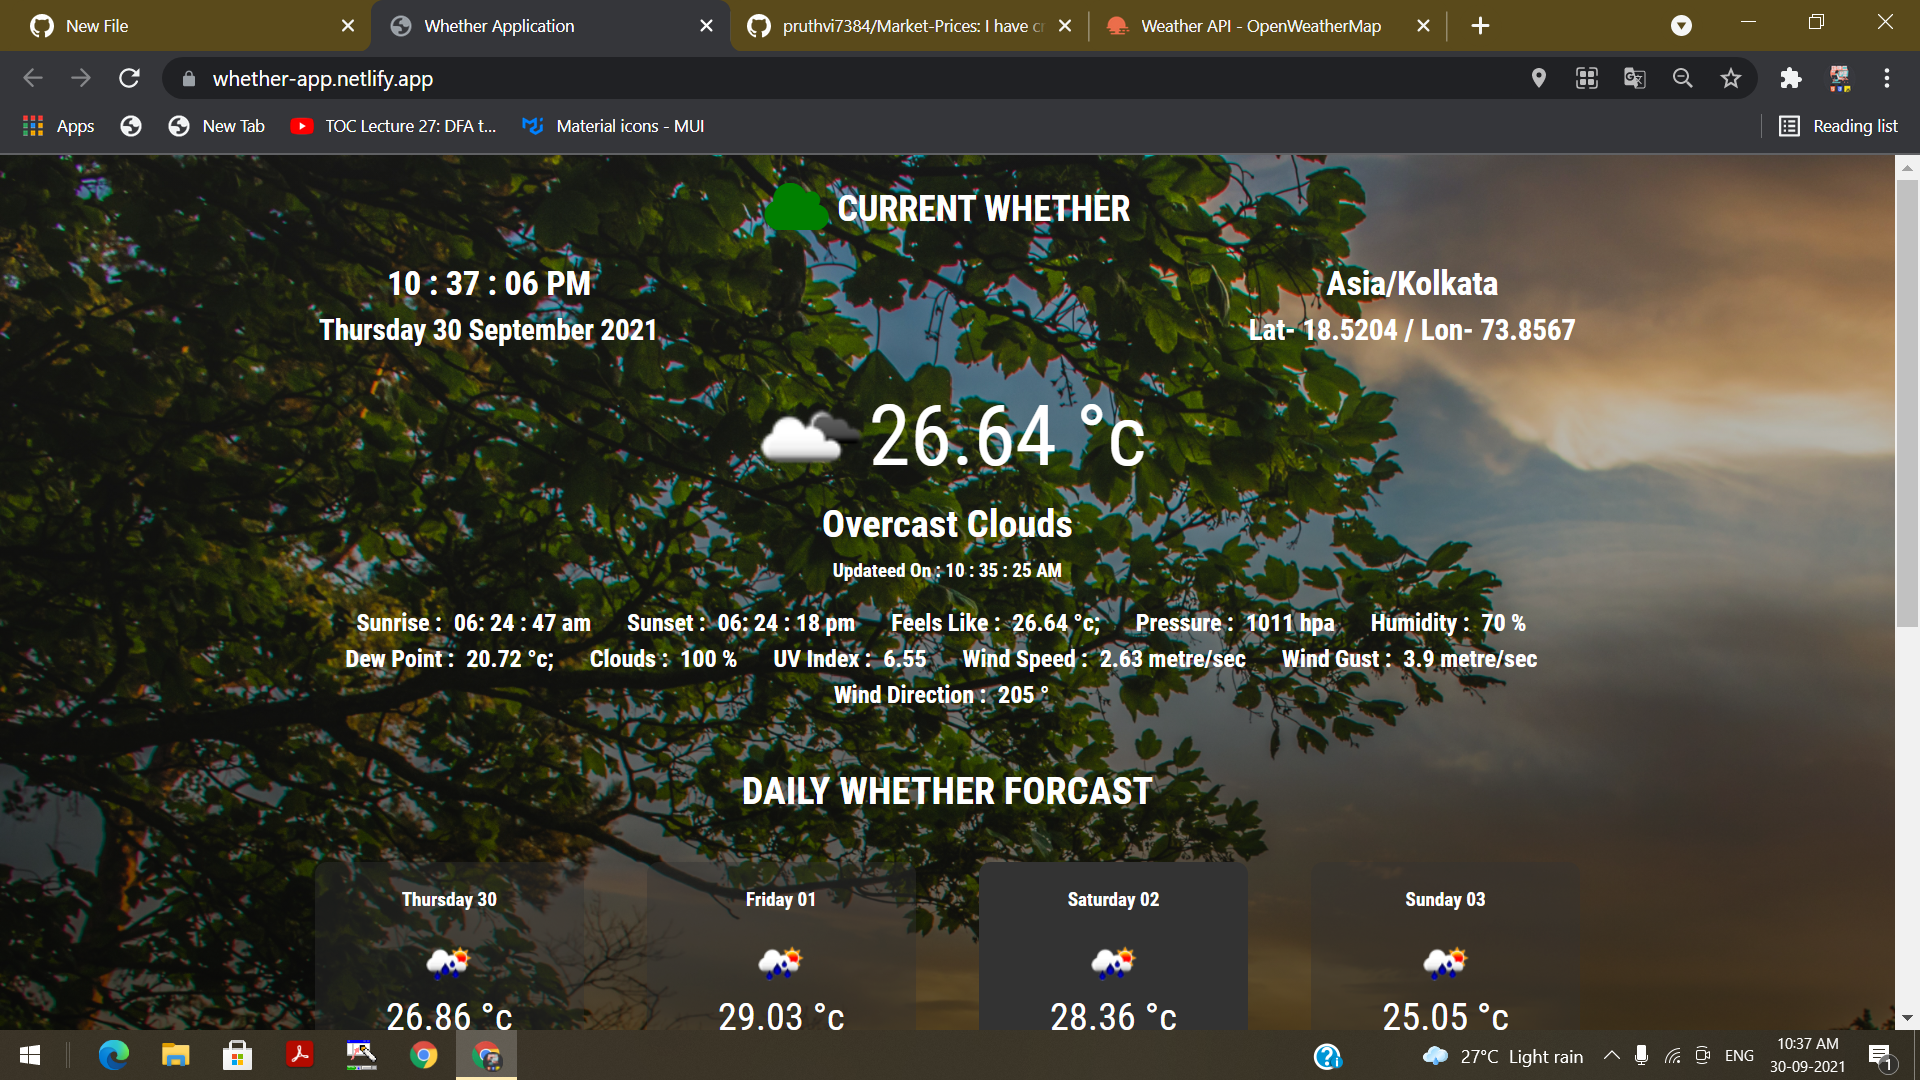 New File
Whether Application
pruthvi7384/Market-Prices: I have cr
Weather API - OpenWeatherMap
whether-app.netlify.app
Apps
New Tab
TOC Lecture 27: DFA t...
Material icons - MUI
Reading list
CURRENT WHETHER
10 : 37 : 06 PM
Asia/Kolkata
Thursday 30 September 2021
Lat- 18.5204 / Lon- 73.8567
26.64 °c
Overcast Clouds
Updateed On : 10 : 35 : 25 AM
Sunrise : 06: 24 : 47 am Sunset : 06: 24 : 18 pm Feels Like : 26.64 °c; Pressure : 1011 hpa Humidity : 70 %
Dew Point : 20.72 °c; Clouds : 100 % UV Index : 6.55 Wind Speed : 2.63 metre/sec Wind Gust : 3.9 metre/sec
Wind Direction : 205 °
DAILY WHETHER FORCAST
Thursday 30
Friday 01
Saturday 02
Sunday 03
26.86 °c
29.03 °c
28.36 °c
25.05 °c
27°C Light rain
ENG
10:37 AM
30-09-2021
1